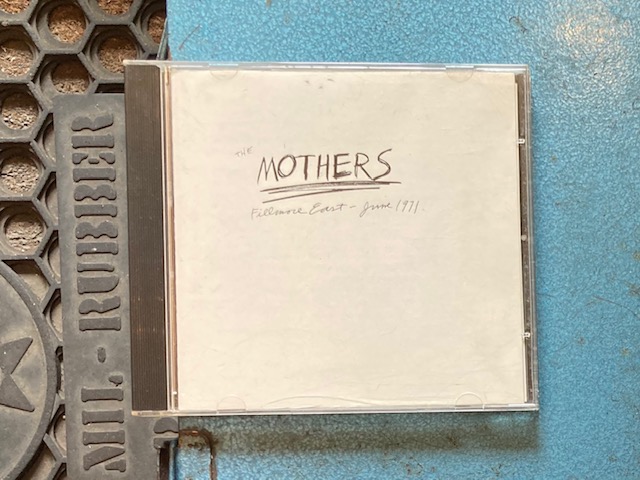 THE
MOTHERS
Fillmore East - June 1971.
MIL-RUBBER